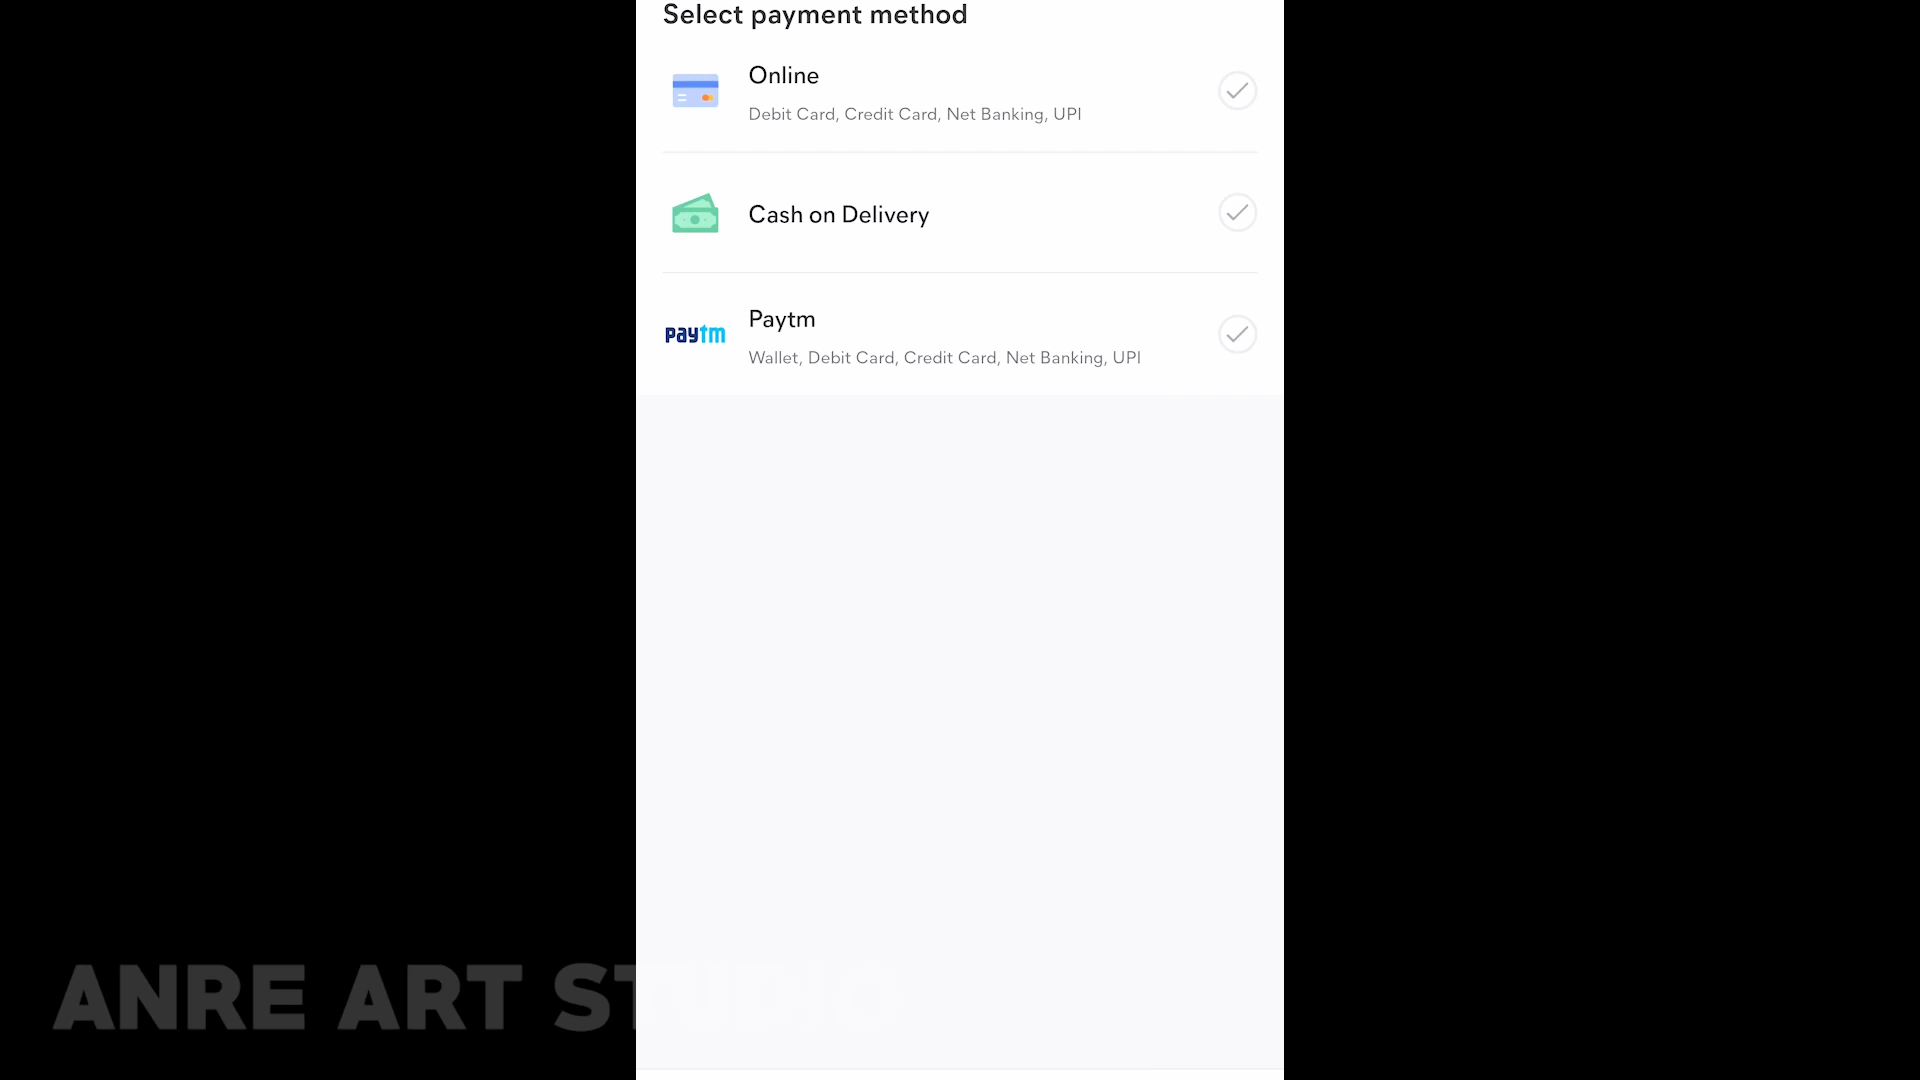 Select payment method
Online
Debit Card, Credit Card, Net Banking, UPI
Cash on Delivery
paytm
Paytm
Wallet, Debit Card, Credit Card, Net Banking, UPI
ANRE ART